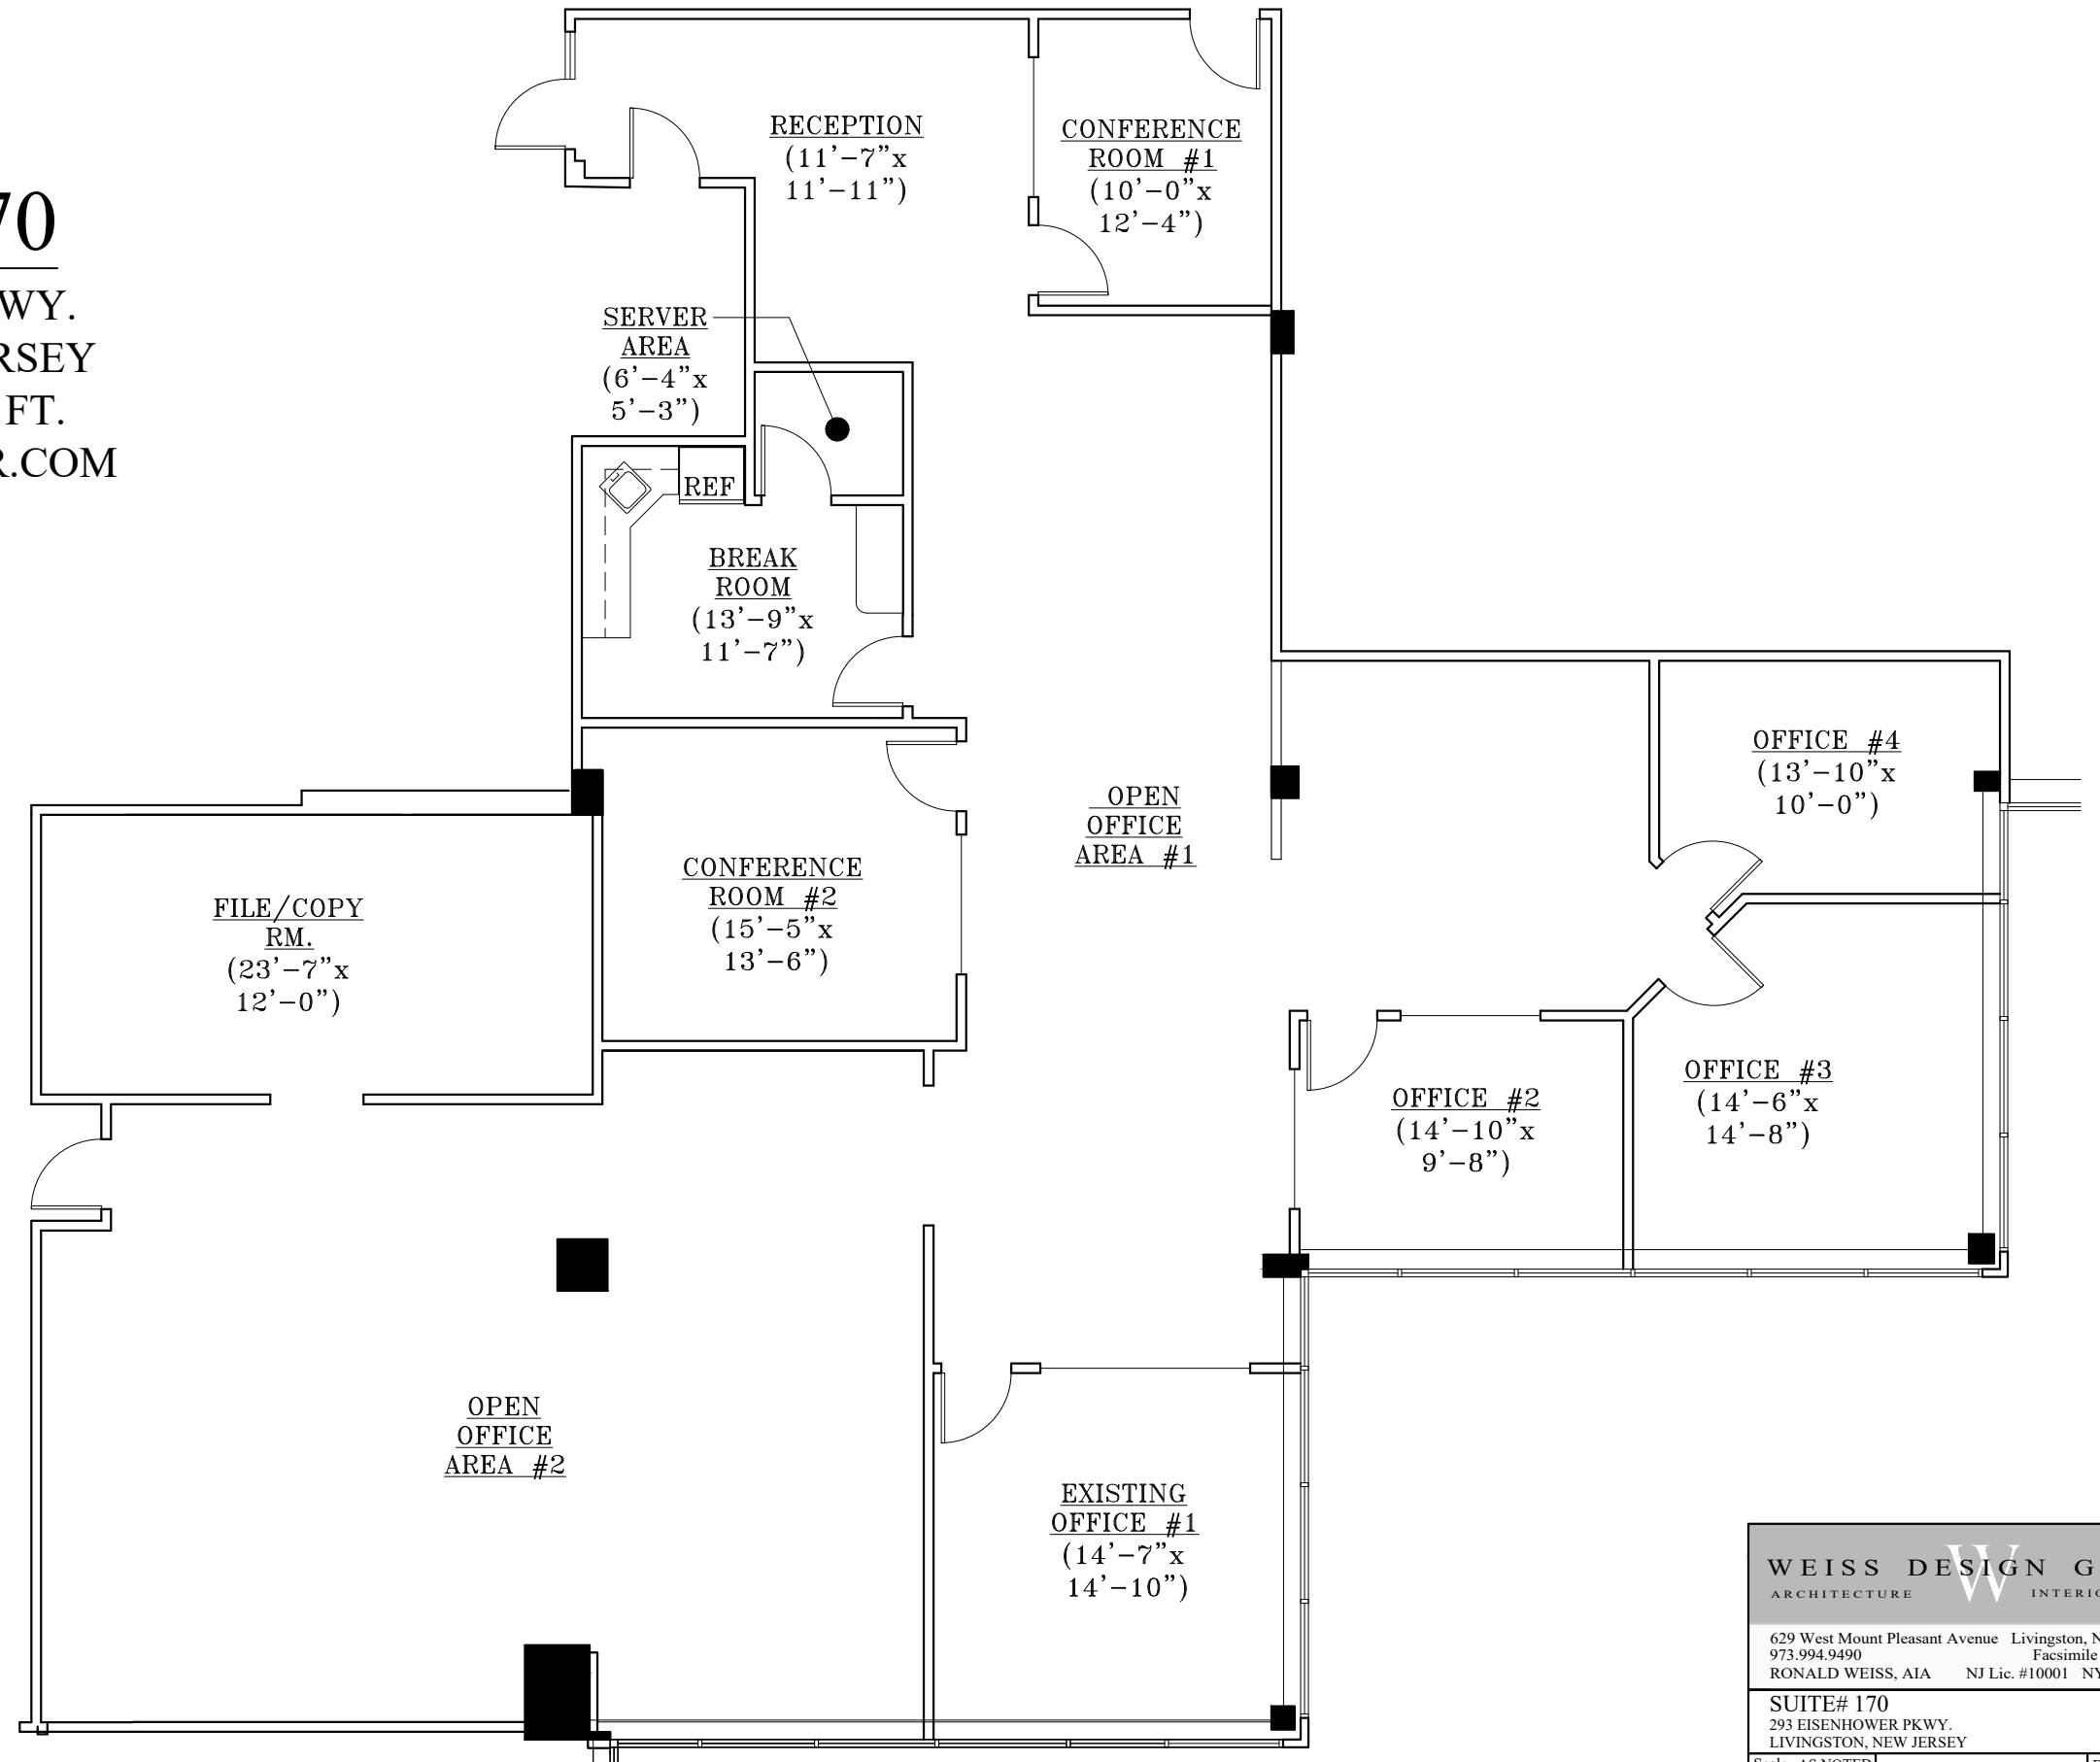 70
WY.
RSEY
FT.
R.COM
RECEPTION
(11'-7"x
11'-11")
CONFERENCE
ROOM #1
(10'-0"x
12'-4")
SERVER
AREA
(6'-4"x
5'-3")
REF
BREAK
ROOM
(13'-9"x
11'-7")
OFFICE #4
(13'-10"x
10'-0")
OPEN
OFFICE
AREA #1
CONFERENCE
ROOM #2
(15'-5"x
13'-6")
FILE/COPY
RM.
(23'-7"x
12'-0")
OFFICE #3
(14'-6"x
14'-8")
OFFICE #2
(14'-10"x
9'-8")
OPEN
OFFICE
AREA #2
EXISTING
OFFICE #1
(14'-7"x
14'-10")
WEISS DESIGN G
W
ARCHITECTURE INTERIO
629 West Mount Pleasant Avenue Livingston, N
973.994.9490 Facsimile
RONALD WEISS, AIA NJ Lic. #10001 NY
SUITE# 170
293 EISENHOWER PKWY.
LIVINGSTON, NEW JERSEY
Scale: AS NOTED